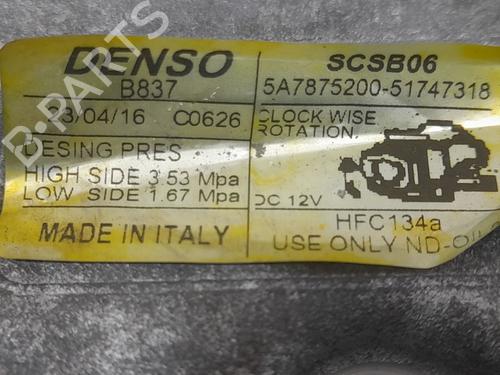 DENSO
B837
3/04/16 C0626
DESING PRES
HIGH SIDE 3.53 Mpa
LOW SIDE 1.67 Mpa
MADE IN ITALY
SCSB06
5A7875200-51747318
CLOCK WISE
ROTATION.
DC 12V
HFC134a
USE ONLY ND-OIL
B-PARTS